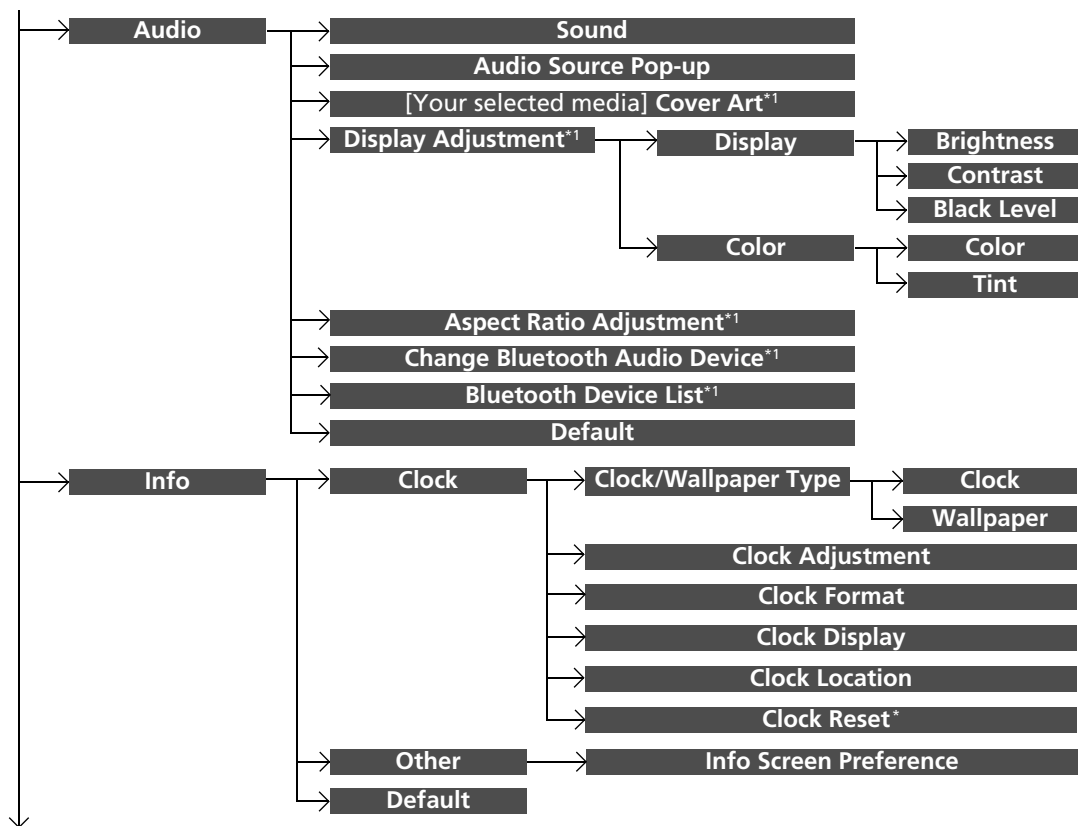 Audio
Sound
Audio Source Pop-up
[Your selected media] Cover Art*1
Display Adjustment*1
Display
Brightness
Contrast
Black Level
Color
Color
Tint
Aspect Ratio Adjustment*1
Change Bluetooth Audio Device*1
Bluetooth Device List*1
Default
Info
Clock
Clock/Wallpaper Type
Clock
Wallpaper
Clock Adjustment
Clock Format
Clock Display
Clock Location
Clock Reset*
Other
Info Screen Preference
Default